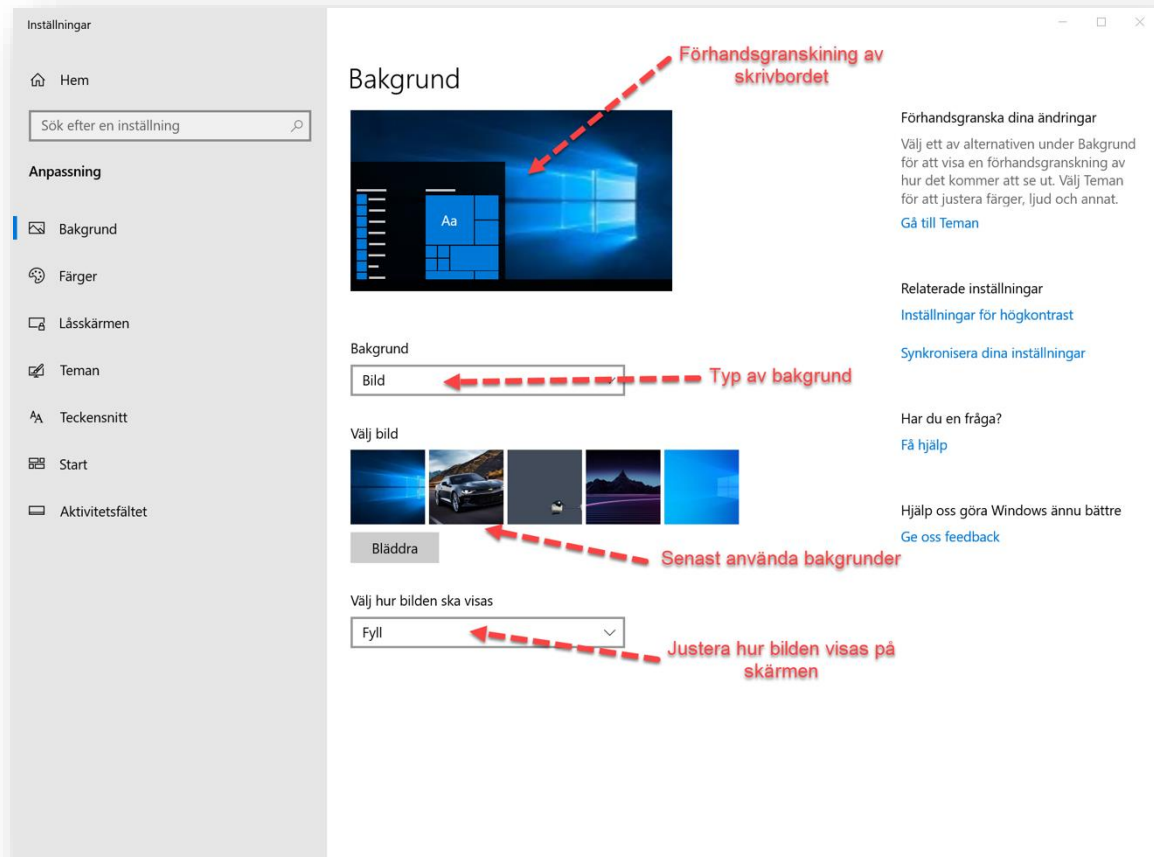 Inställningar
Hem
Sök efter en inställning
Anpassning
Bakgrund
Färger
Låsskärmen
Teman
Teckensnitt
Start
Aktivitetsfältet
Bakgrund
Förhandsgranskining av
skrivbordet
Aa
Bakgrund
Bild
Typ av bakgrund
Välj bild
Bläddra
Senast använda bakgrunder
Välj hur bilden ska visas
Fyll
Justera hur bilden visas på
skärmen
Förhandsgranska dina ändringar
Välj ett av alternativen under Bakgrund
för att visa en förhandsgranskning av
hur det kommer att se ut. Välj Teman
för att justera färger, ljud och annat.
Gå till Teman
Relaterade inställningar
Inställningar för högkontrast
Synkronisera dina inställningar
Har du en fråga?
Få hjälp
Hjälp oss göra Windows ännu bättre
Ge oss feedback